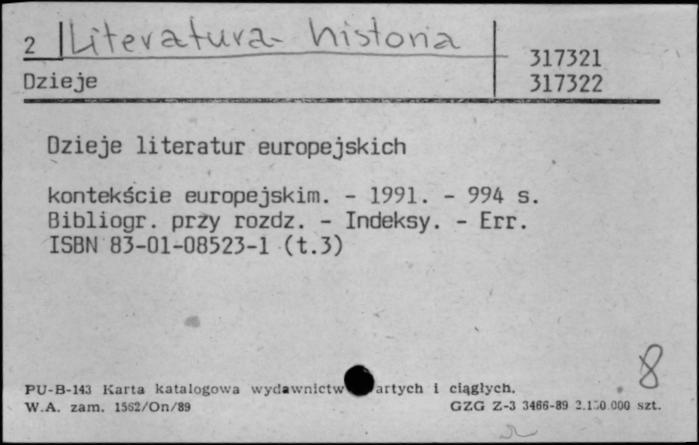 2 Literatura- historia
317321
Dzieje
317322
Dzieje literatur europejskich
kontekście europejskim. - 1991. - 994 s.
Bibliogr. przy rozdz. - Indeksy. - Err.
ISBN 83-01-08523-1 (t.3)
8
PU-B-143 Karta katalogowa wydawnictw artych i ciągłych.
W.A. zam. 1562/On/89
GZG Z-3 3466-89 szt.